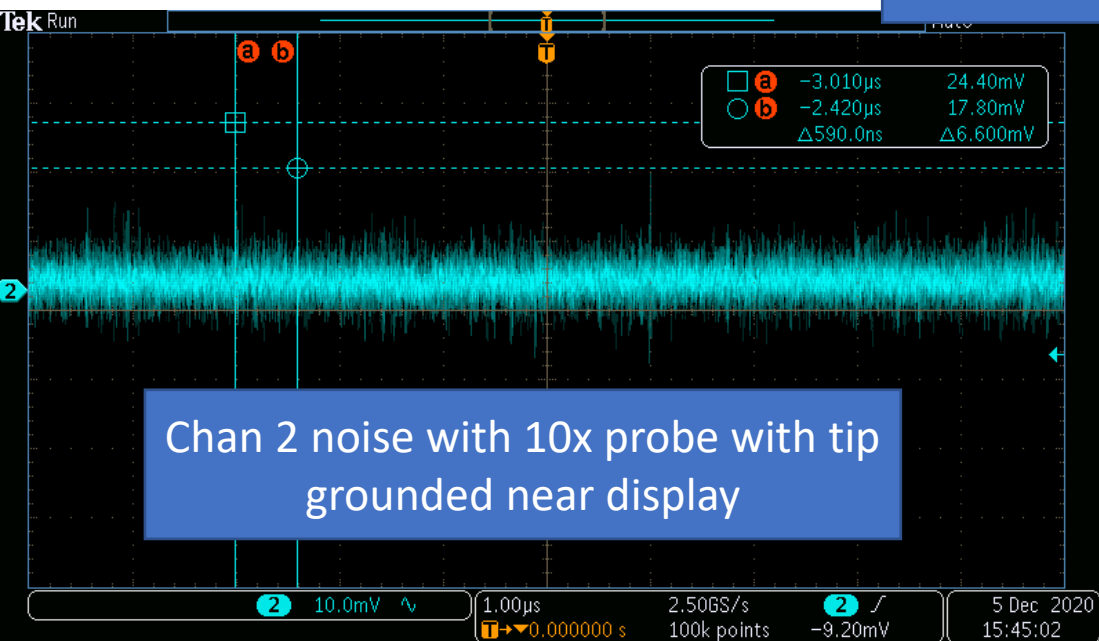 Tek Run
T
a b
T
a −3.010µs 24.40mV
b −2.420µs 17.80mV
△590.0ns △6.600mV
2
Chan 2 noise with 10x probe with tip
grounded near display
2 10.0mV 1.00µs 2.50GS/s 2 5 Dec 2020
T→▼0.000000 s 100k points −9.20mV 15:45:02